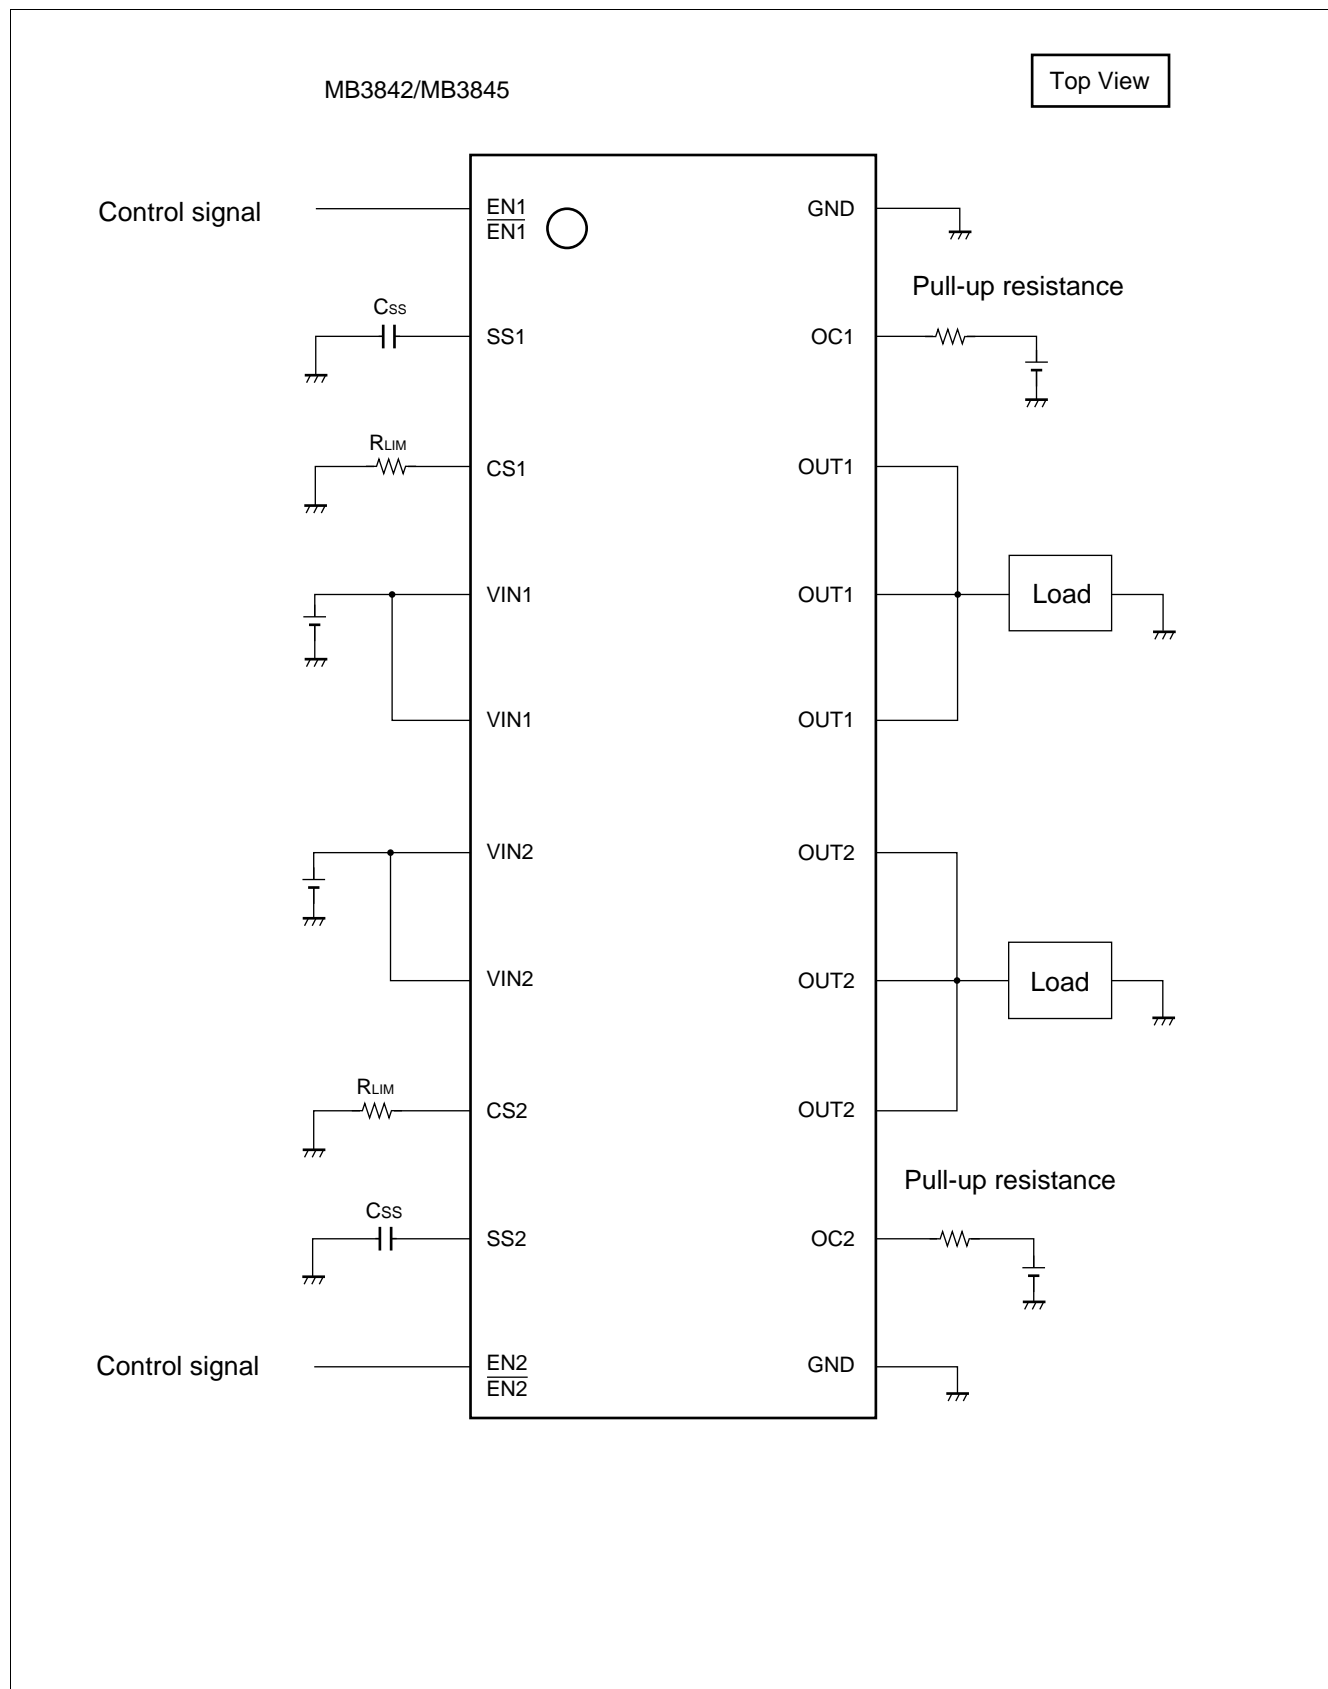 MB3842/MB3845
Top View
Control signal
EN1
EN1
GND
Pull-up resistance
CSS
SS1
OC1
RLIM
CS1
OUT1
VIN1
OUT1
Load
VIN1
OUT1
VIN2
OUT2
VIN2
OUT2
Load
RLIM
CS2
OUT2
Pull-up resistance
CSS
SS2
OC2
Control signal
EN2
EN2
GND